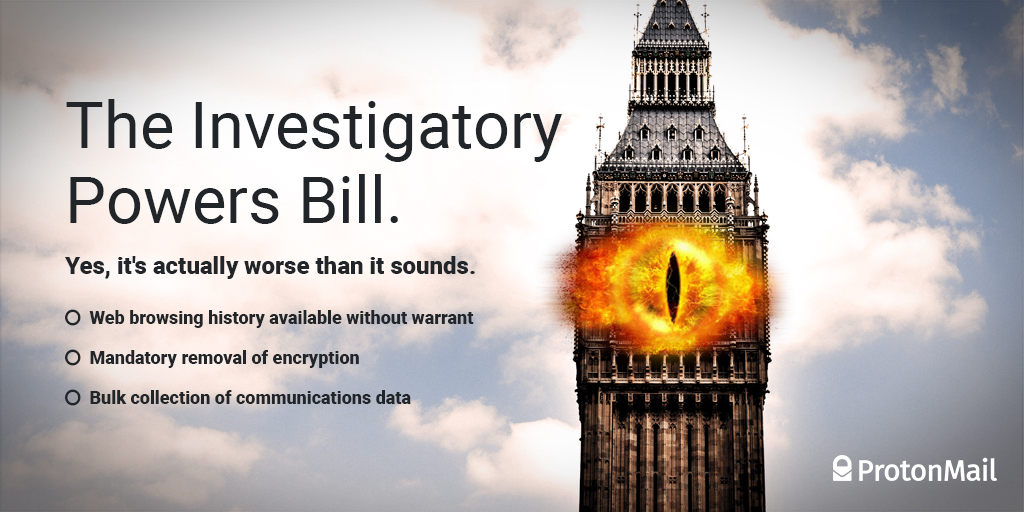 The Investigatory
Powers Bill.
Yes, it's actually worse than it sounds.
Web browsing history available without warrant
Mandatory removal of encryption
Bulk collection of communications data
ProtonMail